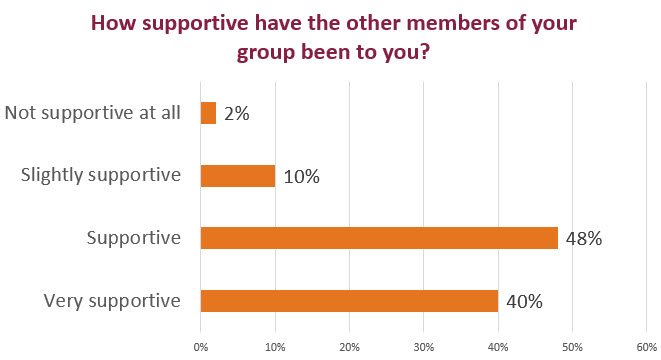 How supportive have the other members of your
group been to you?
Not supportive at all 2%
Slightly supportive 10%
Supportive 48%
Very supportive 40%
0% 10% 20% 30% 40% 50% 60%